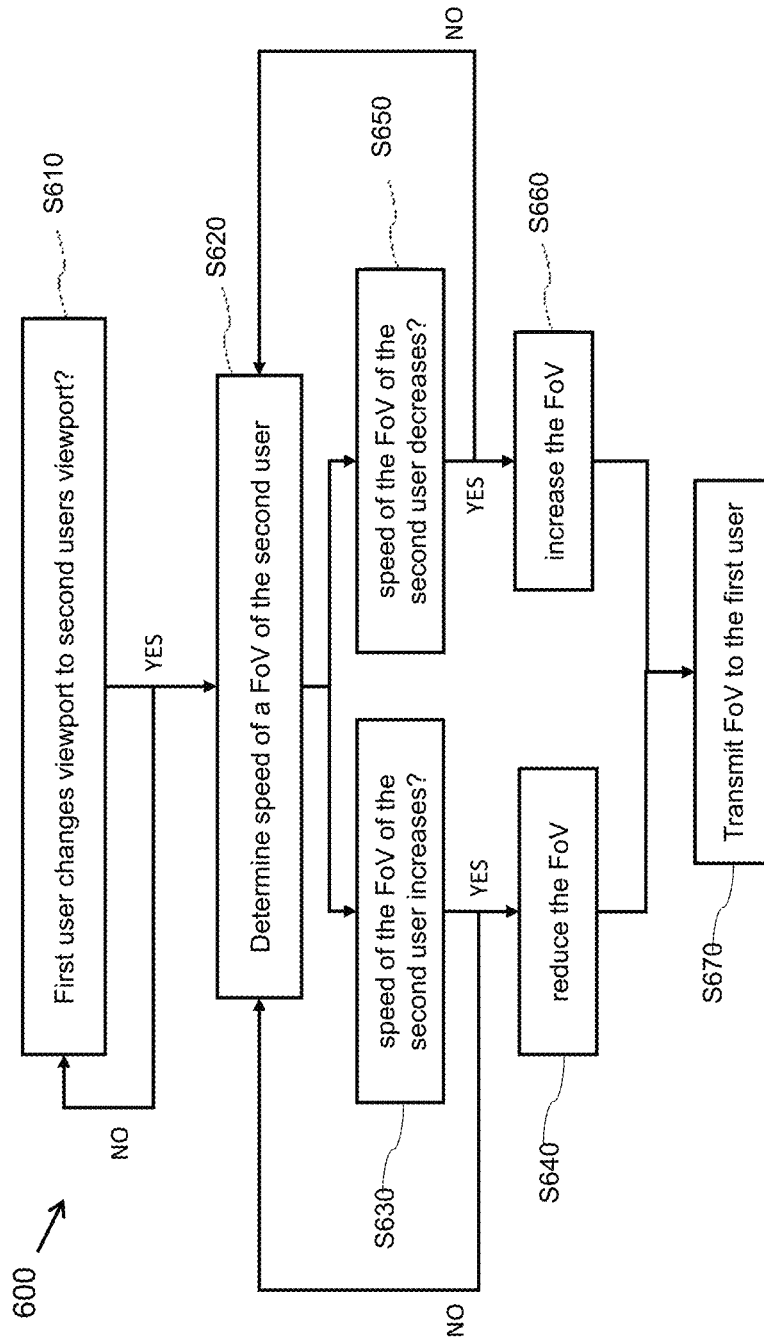 600
First user changes viewport to second users viewport?
S610
NO
YES
Determine speed of a FoV of the second user
S620
speed of the FoV of the
second user increases?
S630
speed of the FoV of the
second user decreases?
S650
NO
YES
YES
NO
reduce the FoV
S640
increase the FoV
S660
Transmit FoV to the first user
S670